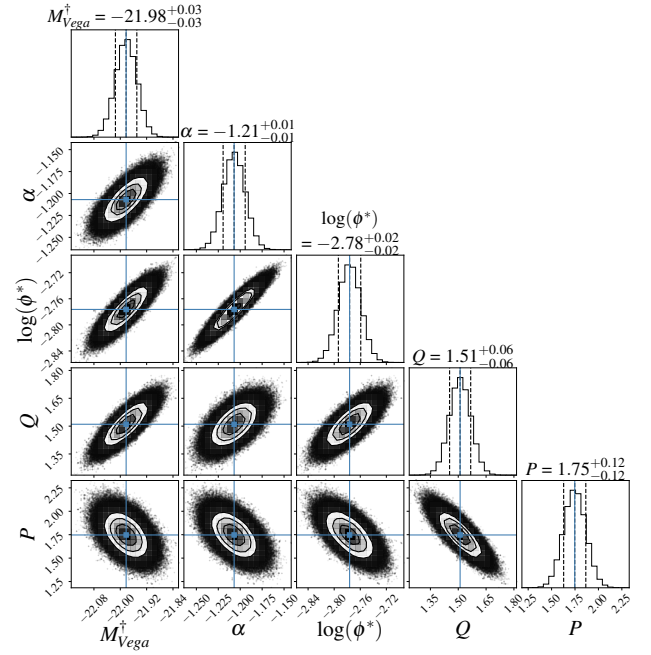 M†Vega = −21.98+0.03−0.03
α = −1.21+0.01−0.01
log(ϕ*)
= −2.78+0.02−0.02
Q = 1.51+0.06−0.06
P = 1.75+0.12−0.12
α
−1.150
−1.175
−1.200
−1.225
−1.250
log(ϕ*)
−2.72
−2.76
−2.80
−2.84
Q
1.80
1.65
1.50
1.35
P
2.25
2.00
1.75
1.50
1.25
−22.08 −22.00 −21.92 −21.84
−1.250 −1.225 −1.200 −1.175 −1.150
−2.84 −2.80 −2.76 −2.72
1.35 1.50 1.65 1.80
1.25 1.50 1.75 2.00 2.25
M†Vega
α
log(ϕ*)
Q
P